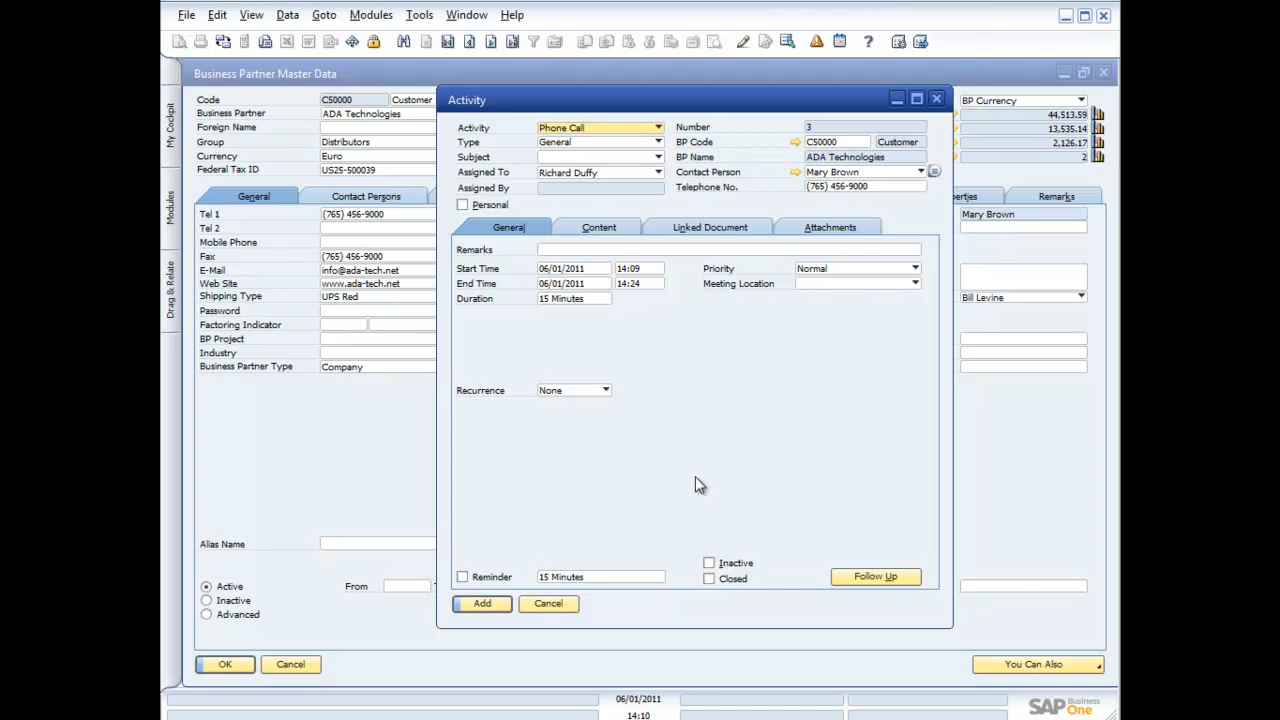 File Edit View Data Goto Modules Tools Window Help
Business Partner Master Data
My Cockpit
Modules
Drag & Relate
Code C50000 Customer
Business Partner ADA Technologies
Foreign Name
Group Distributors
Currency Euro
Federal Tax ID US25-500039
BP Currency
44,513.59
13,535.14
2,126.17
2
General Contact Persons
erties Remarks
Tel 1 (765) 456-9000
Tel 2
Mobile Phone
Fax (765) 456-9000
E-Mail info@ada-tech.net
Web Site www.ada-tech.net
Shipping Type UPS Red
Password
Factoring Indicator
BP Project
Industry
Business Partner Type Company
Mary Brown
Bill Levine
Alias Name
Active From
Inactive
Advanced
OK Cancel
You Can Also
Activity
Activity Phone Call
Type General
Subject
Assigned To Richard Duffy
Assigned By
Personal
Number 3
BP Code C50000 Customer
BP Name ADA Technologies
Contact Person Mary Brown
Telephone No. (765) 456-9000
General Content Linked Document Attachments
Remarks
Start Time 06/01/2011 14:09 Priority Normal
End Time 06/01/2011 14:24 Meeting Location
Duration 15 Minutes
Recurrence None
Inactive
Reminder 15 Minutes Closed Follow Up
Add Cancel
06/01/2011
14:10
SAP Business One